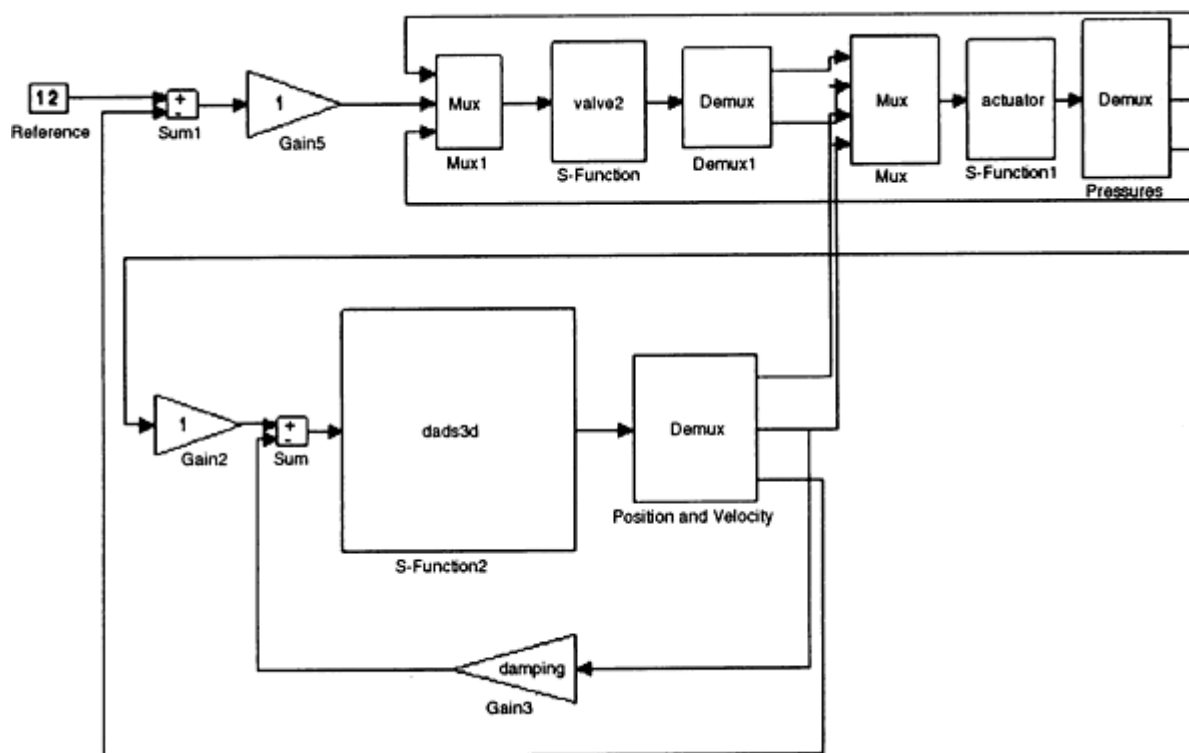 12
Reference
+
-
Sum1
1
Gain5
Mux
Mux1
valve2
S-Function
Demux
Demux1
Mux
Mux
actuator
S-Function1
Demux
Pressures
1
Gain2
+
-
Sum
dads3d
S-Function2
Demux
Position and Velocity
damping
Gain3